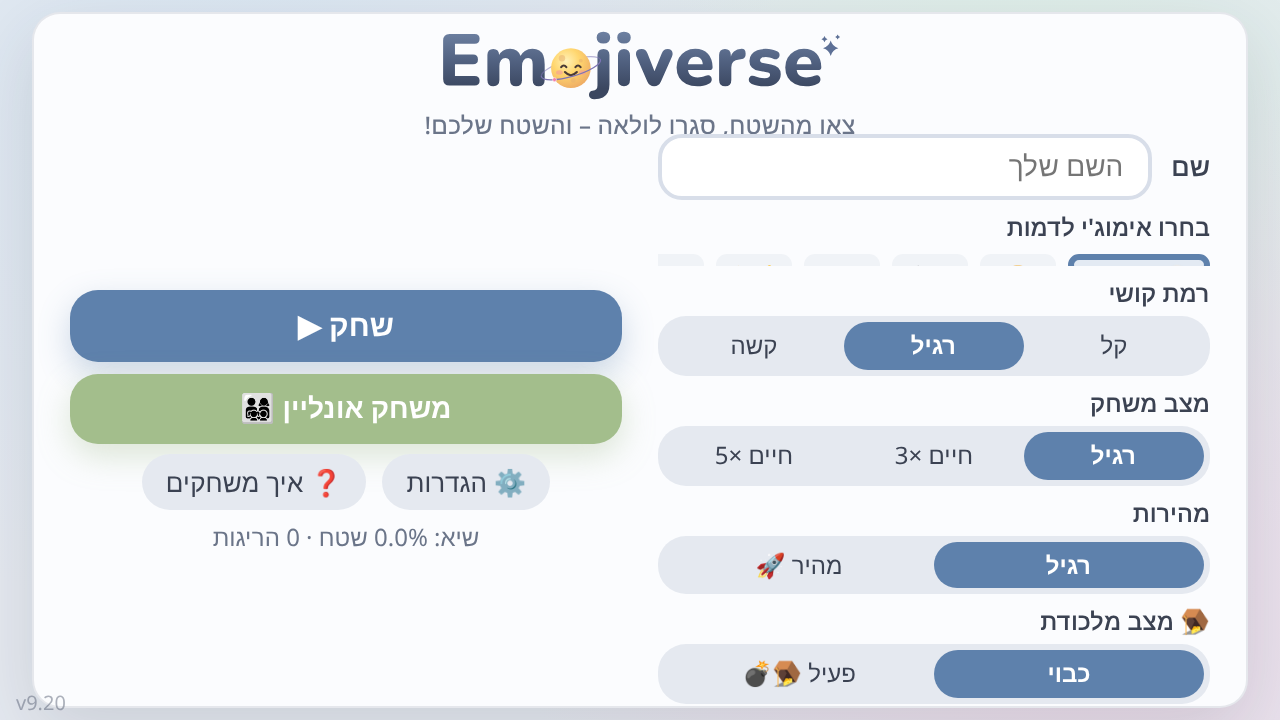 Emojiverse
צאו מהשטח, סגרו לולאה – והשטח שלכם!
שם
השם שלך
בחרו אימוג'י לדמות
רמת קושי
קל
רגיל
קשה
מצב משחק
רגיל
3× חיים
5× חיים
מהירות
רגיל
מהיר 🚀
🪤 מצב מלכודת
כבוי
פעיל 🪤💣
שחק ▶
משחק אונליין 👨‍👩‍👧‍👦
⚙️ הגדרות
❓ איך משחקים
שיא: 0.0% שטח · 0 הריגות
v9.20